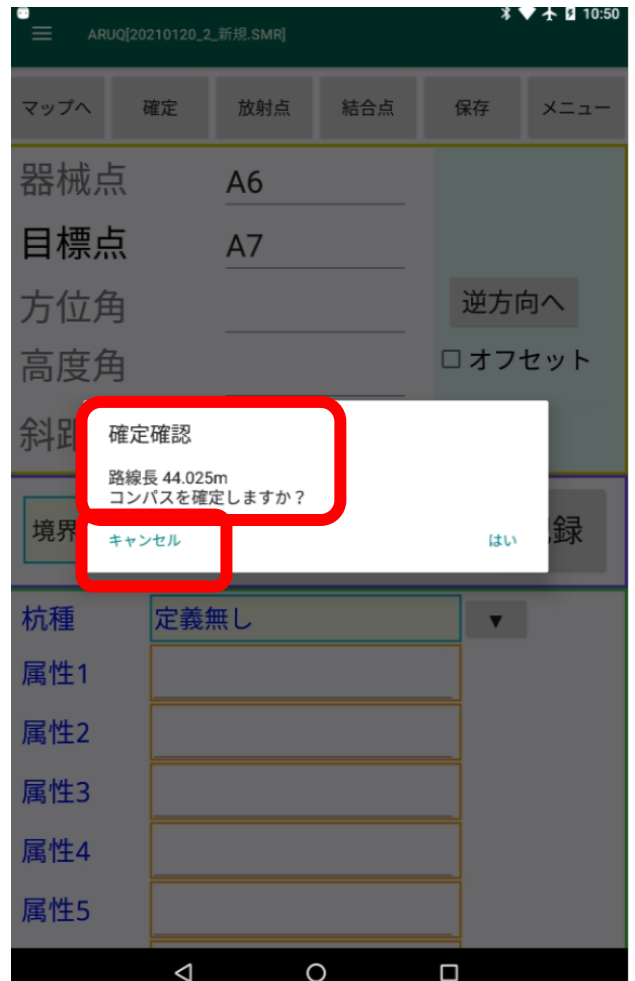 10:50
ARUQ[20210120_2_新規.SMR]
マップへ 確定 放射点 結合点 保存 メニュー
器械点 A6
目標点 A7
方位角 逆方向へ
高度角 オフセット
斜距
確定確認
路線長 44.025m
コンパスを確定しますか？
キャンセル はい
境界 録
杭種 定義無し ▼
属性1
属性2
属性3
属性4
属性5